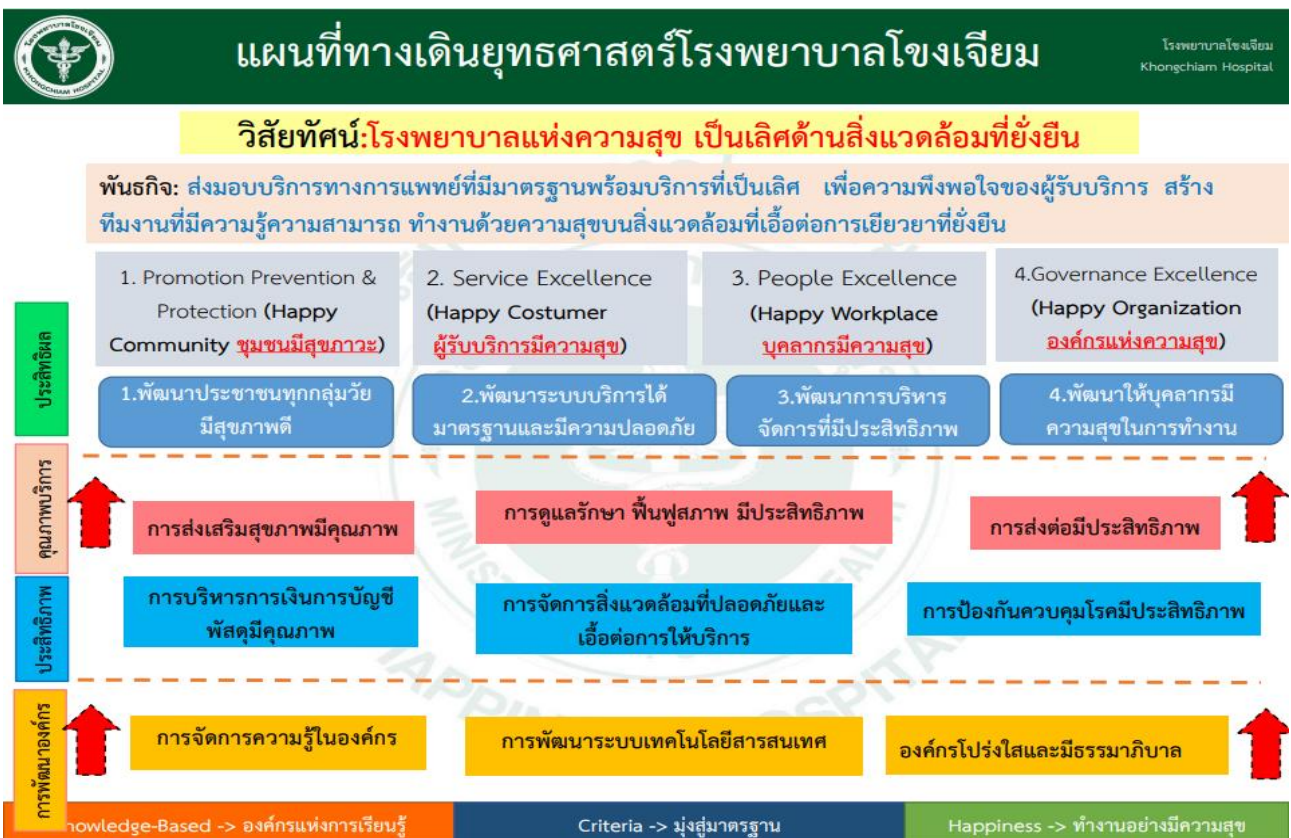 แผนที่ทางเดินยุทธศาสตร์โรงพยาบาลโขงเจียม
โรงพยาบาลโขงเจียม
Khongchiam Hospital
โรงพยาบาลโขงเจียม
KHONGCHIAM HOSPITAL
วิสัยทัศน์:โรงพยาบาลแห่งความสุข เป็นเลิศด้านสิ่งแวดล้อมที่ยั่งยืน
พันธกิจ: ส่งมอบบริการทางการแพทย์ที่มีมาตรฐานพร้อมบริการที่เป็นเลิศ เพื่อความพึงพอใจของผู้รับบริการ สร้าง
ทีมงานที่มีความรู้ความสามารถ ทำงานด้วยความสุขบนสิ่งแวดล้อมที่เอื้อต่อการเยียวยาที่ยั่งยืน
ประสิทธิผล
1. Promotion Prevention &
Protection (Happy
Community ชุมชนมีสุขภาวะ)
2. Service Excellence
(Happy Costumer
ผู้รับบริการมีความสุข)
3. People Excellence
(Happy Workplace
บุคลากรมีความสุข)
4.Governance Excellence
(Happy Organization
องค์กรแห่งความสุข)
1.พัฒนาประชาชนทุกกลุ่มวัย
มีสุขภาพดี
2.พัฒนาระบบบริการได้
มาตรฐานและมีความปลอดภัย
3.พัฒนาการบริหาร
จัดการที่มีประสิทธิภาพ
4.พัฒนาให้บุคลากรมี
ความสุขในการทำงาน
คุณภาพบริการ
การส่งเสริมสุขภาพมีคุณภาพ
การดูแลรักษา ฟื้นฟูสภาพ มีประสิทธิภาพ
การส่งต่อมีประสิทธิภาพ
ประสิทธิภาพ
การบริหารการเงินการบัญชี
พัสดุมีคุณภาพ
การจัดการสิ่งแวดล้อมที่ปลอดภัยและ
เอื้อต่อการให้บริการ
การป้องกันควบคุมโรคมีประสิทธิภาพ
การพัฒนาองค์กร
การจัดการความรู้ในองค์กร
การพัฒนาระบบเทคโนโลยีสารสนเทศ
องค์กรโปร่งใสและมีธรรมาภิบาล
nowledge-Based -> องค์กรแห่งการเรียนรู้
Criteria -> มุ่งสู่มาตรฐาน
Happiness -> ทำงานอย่างมีความสุข